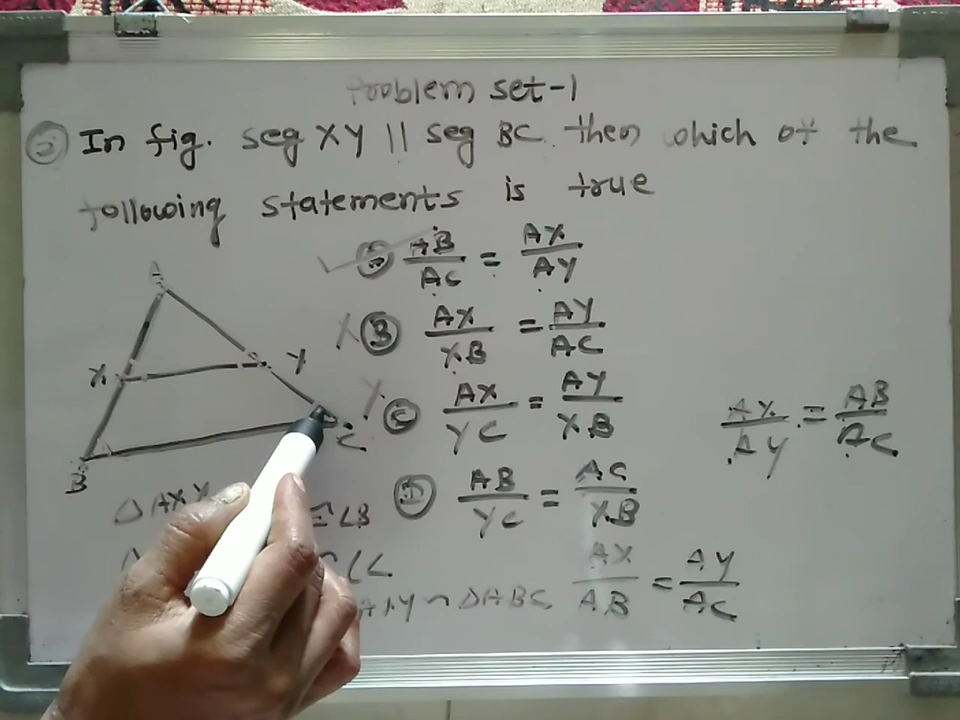 Problem set-1
② In fig. seg XY || seg BC. then which of the
following statements is true
AB/AC = AX/AY
Ⓑ AX/XB = AY/AC
Ⓒ AX/YC = AY/XB
Ⓓ AB/YC = AC/XB
A
X Y
B C
AX/AY = AB/AC
△AXY
≅ ∠B
∠C
AXY ~ △ABC AX/AB = AY/AC